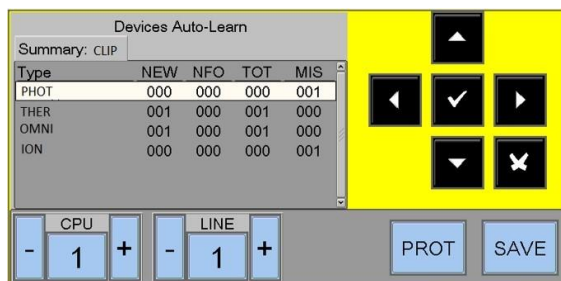 Devices Auto-Learn
Summary: CLIP
Type NEW NFO TOT MIS
PHOT 000 000 000 001
THER 001 000 001 000
OMNI 001 000 001 000
ION 000 000 000 001
CPU LINE
- 1 + - 1 + PROT SAVE